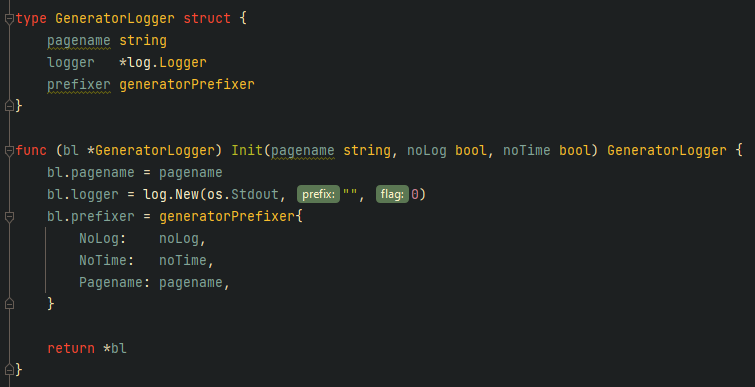 type GeneratorLogger struct {
    pagename string
    logger   *log.Logger
    prefixer generatorPrefixer
}

func (bl *GeneratorLogger) Init(pagename string, noLog bool, noTime bool) GeneratorLogger {
    bl.pagename = pagename
    bl.logger = log.New(os.Stdout, prefix: "", flag: 0)
    bl.prefixer = generatorPrefixer{
        NoLog:    noLog,
        NoTime:   noTime,
        Pagename: pagename,
    }

    return *bl
}